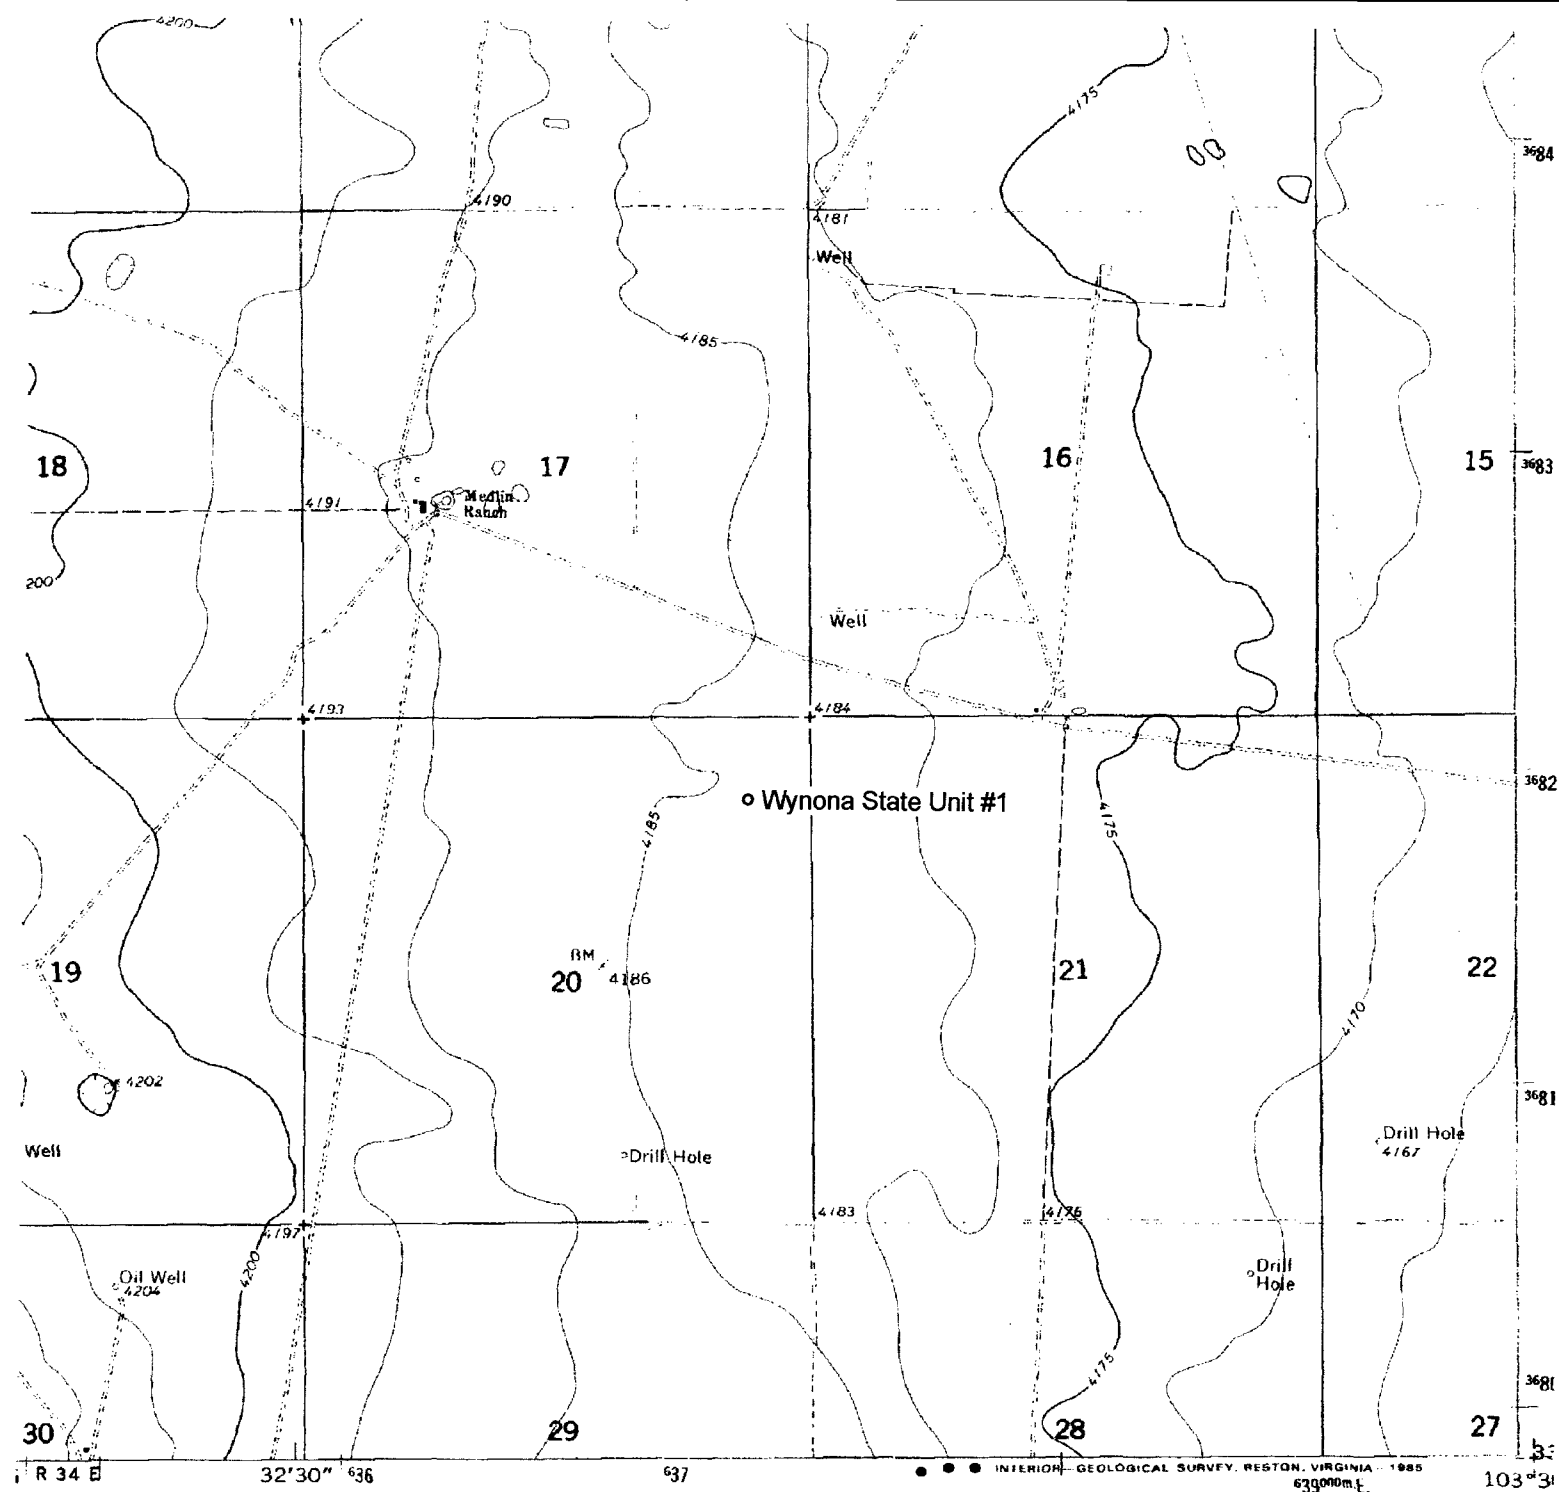 4200
4175
3684
4190
4181
Well
4185
18
17
16
15
3683
4191
Medlin
Ranch
200
Well
4193
4184
3682
Wynona State Unit #1
4185
4175
BM
4186
19
20
21
22
4170
4202
3681
Drill Hole
4167
Well
Drill Hole
4183
4176
4197
4200
Oil Well
4204
Drill
Hole
4175
3680
30
29
28
27
R 34 E
32'30"
636
637
INTERIOR—GEOLOGICAL SURVEY, RESTON, VIRGINIA—1985
639000m.E.